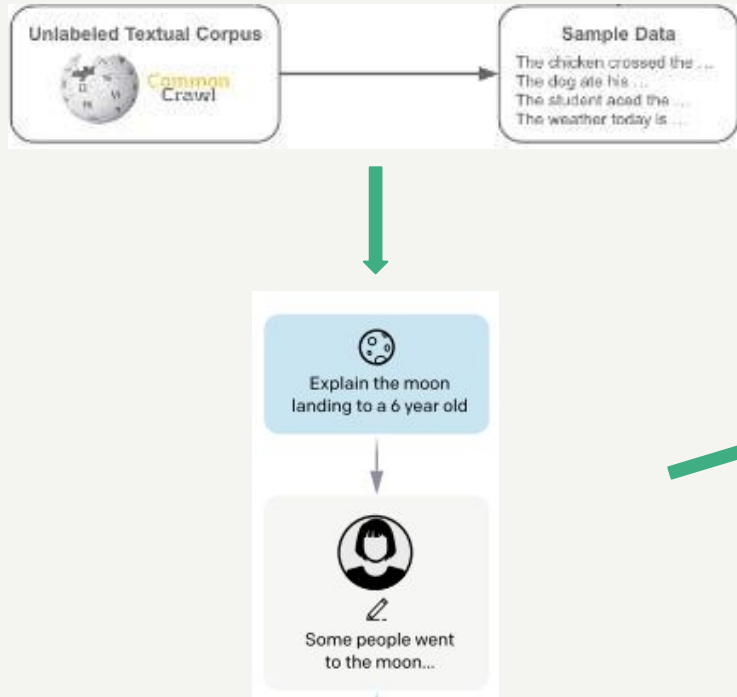 Unlabeled Textual Corpus
Common
Crawl
Sample Data
The chicken crossed the ...
The dog ate his ...
The student aced the ...
The weather today is ...
Explain the moon
landing to a 6 year old
Some people went
to the moon...